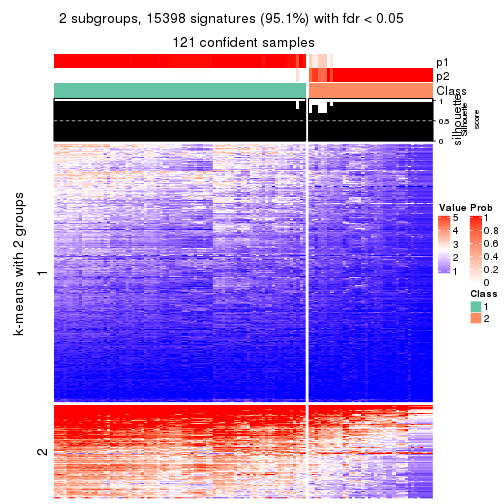 2 subgroups, 15398 signatures (95.1%) with fdr < 0.05
121 confident samples
p1
p2
Class
1
0.5
0
silhouette
Silhouette
score
k-means with 2 groups
1
2
Value
5
4
3
2
1
Prob
1
0.8
0.6
0.4
0.2
0
Class
1
2